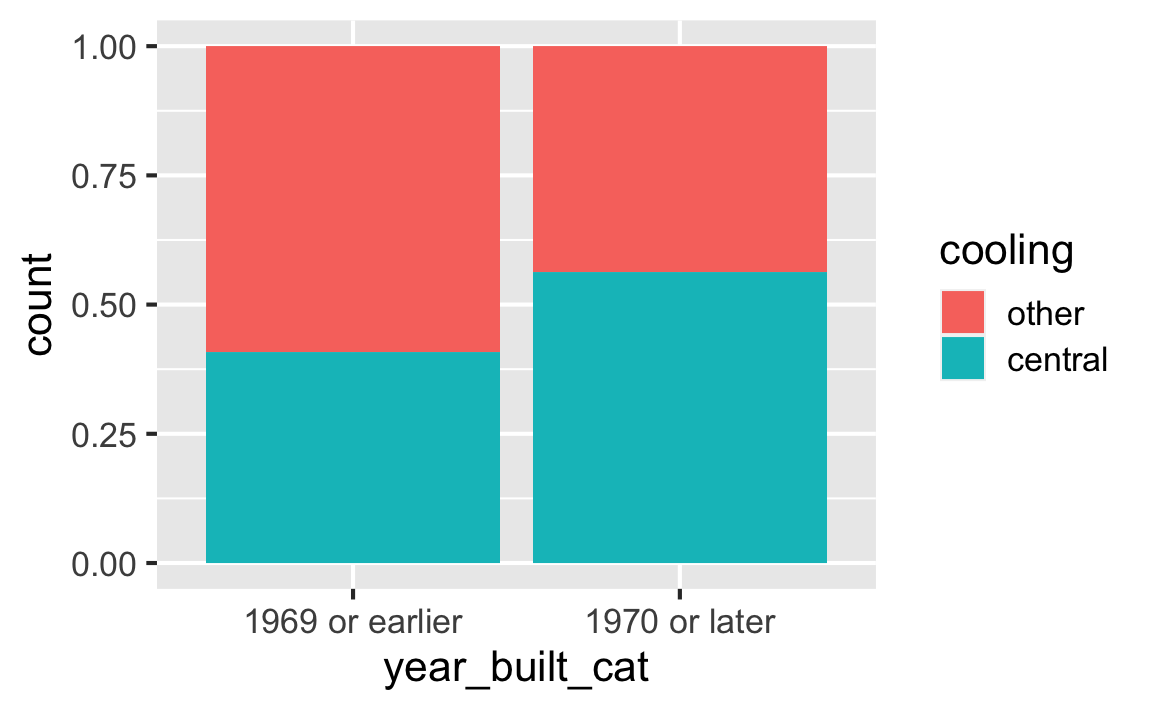 1.00
0.75
0.50
0.25
0.00
count
1969 or earlier
1970 or later
year_built_cat
cooling
other
central